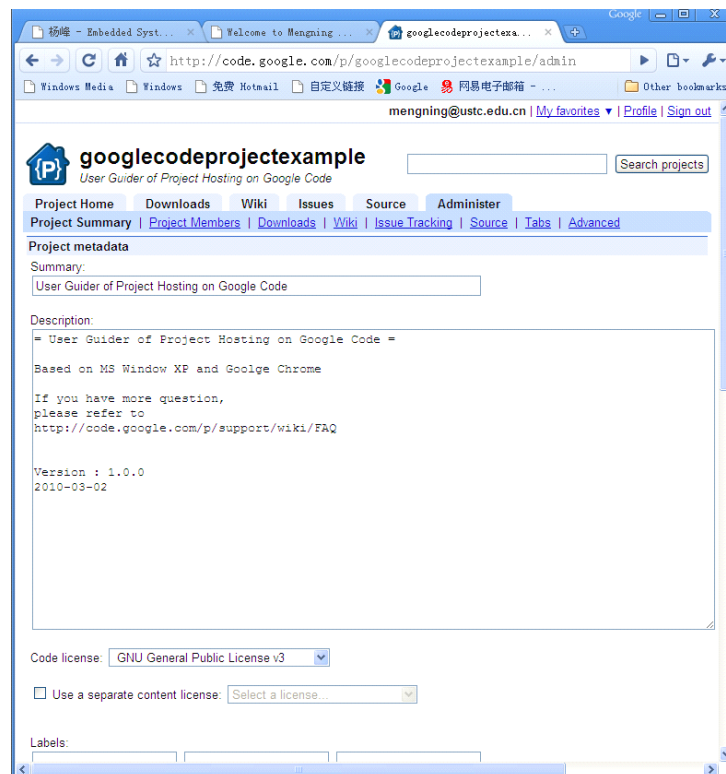 Google
杨峰 - Embedded Syst...
Welcome to Mengning ...
googlecodeprojectexa...
http://code.google.com/p/googlecodeprojectexample/admin
Windows Media Windows 免费 Hotmail 自定义链接 Google 网易电子邮箱 - ... Other bookmarks
mengning@ustc.edu.cn | My favorites ▼ | Profile | Sign out
{P}
googlecodeprojectexample
User Guider of Project Hosting on Google Code
Search projects
Project Home Downloads Wiki Issues Source Administer
Project Summary | Project Members | Downloads | Wiki | Issue Tracking | Source | Tabs | Advanced
Project metadata
Summary:
User Guider of Project Hosting on Google Code
Description:
= User Guider of Project Hosting on Google Code =
Based on MS Window XP and Goolge Chrome
If you have more question,
please refer to
http://code.google.com/p/support/wiki/FAQ
Version : 1.0.0
2010-03-02
Code license: GNU General Public License v3
Use a separate content license: Select a license...
Labels: